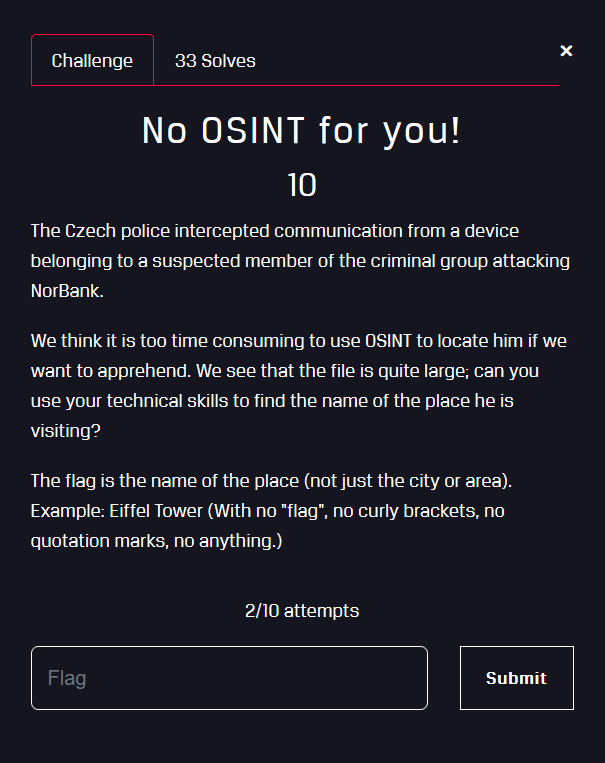 Challenge
33 Solves
×
No OSINT for you!
10
The Czech police intercepted communication from a device
belonging to a suspected member of the criminal group attacking
NorBank.
We think it is too time consuming to use OSINT to locate him if we
want to apprehend. We see that the file is quite large; can you
use your technical skills to find the name of the place he is
visiting?
The flag is the name of the place (not just the city or area).
Example: Eiffel Tower (With no "flag", no curly brackets, no
quotation marks, no anything.)
2/10 attempts
Flag
Submit